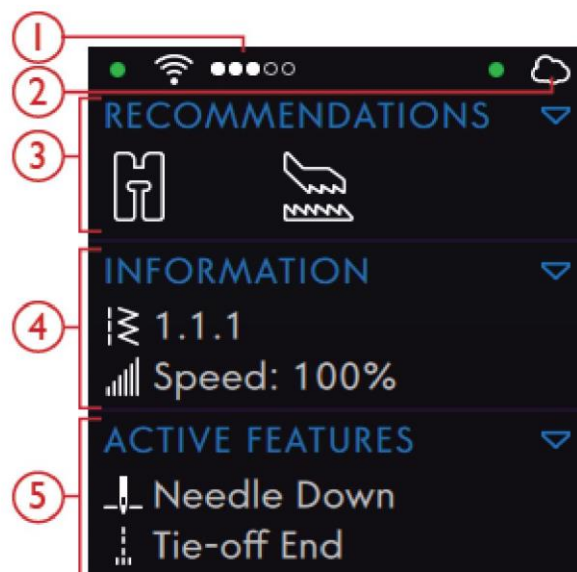 1
2
RECOMMENDATIONS
3
INFORMATION
4
1.1.1
Speed: 100%
ACTIVE FEATURES
5
Needle Down
Tie-off End